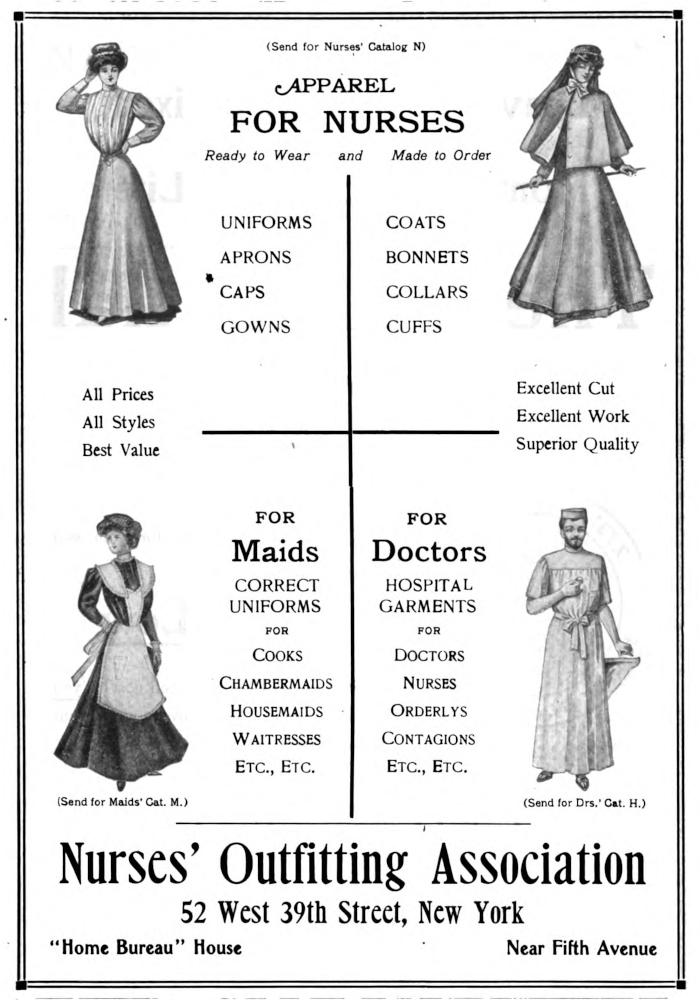 (Send for Nurses' Catalog N)
APPAREL
FOR NURSES
Ready to Wear and Made to Order
UNIFORMS
APRONS
CAPS
GOWNS
COATS
BONNETS
COLLARS
CUFFS
All Prices
All Styles
Best Value
Excellent Cut
Excellent Work
Superior Quality
FOR
Maids
CORRECT
UNIFORMS
FOR
COOKS
CHAMBERMAIDS
HOUSEMAIDS
WAITRESSES
ETC., ETC.
(Send for Maids' Cat. M.)
FOR
Doctors
HOSPITAL
GARMENTS
FOR
DOCTORS
NURSES
ORDERLYS
CONTAGIONS
ETC., ETC.
(Send for Drs.' Cat. H.)
Nurses' Outfitting Association
52 West 39th Street, New York
"Home Bureau" House Near Fifth Avenue